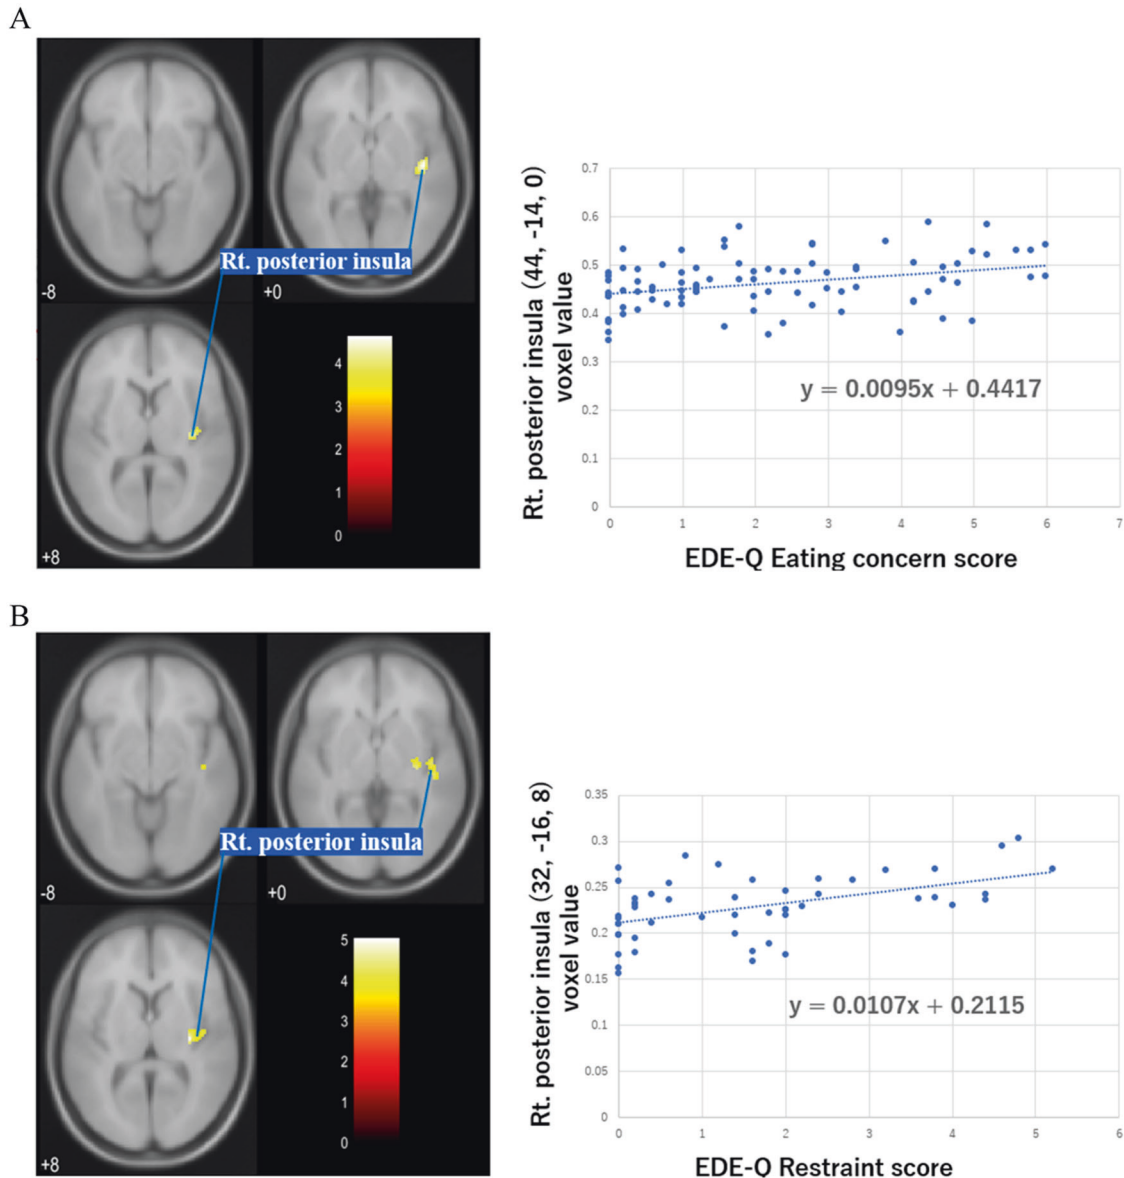 A
-8
+0
Rt. posterior insula
+8
4
3
2
1
0
Rt. posterior insula (44, -14, 0)
voxel value
0.7
0.6
0.5
0.4
0.3
0.2
0.1
0
y = 0.0095x + 0.4417
0 1 2 3 4 5 6 7
EDE-Q Eating concern score
B
-8
+0
Rt. posterior insula
+8
5
4
3
2
1
0
Rt. posterior insula (32, -16, 8)
voxel value
0.35
0.3
0.25
0.2
0.15
0.1
0.05
0
y = 0.0107x + 0.2115
0 1 2 3 4 5 6
EDE-Q Restraint score